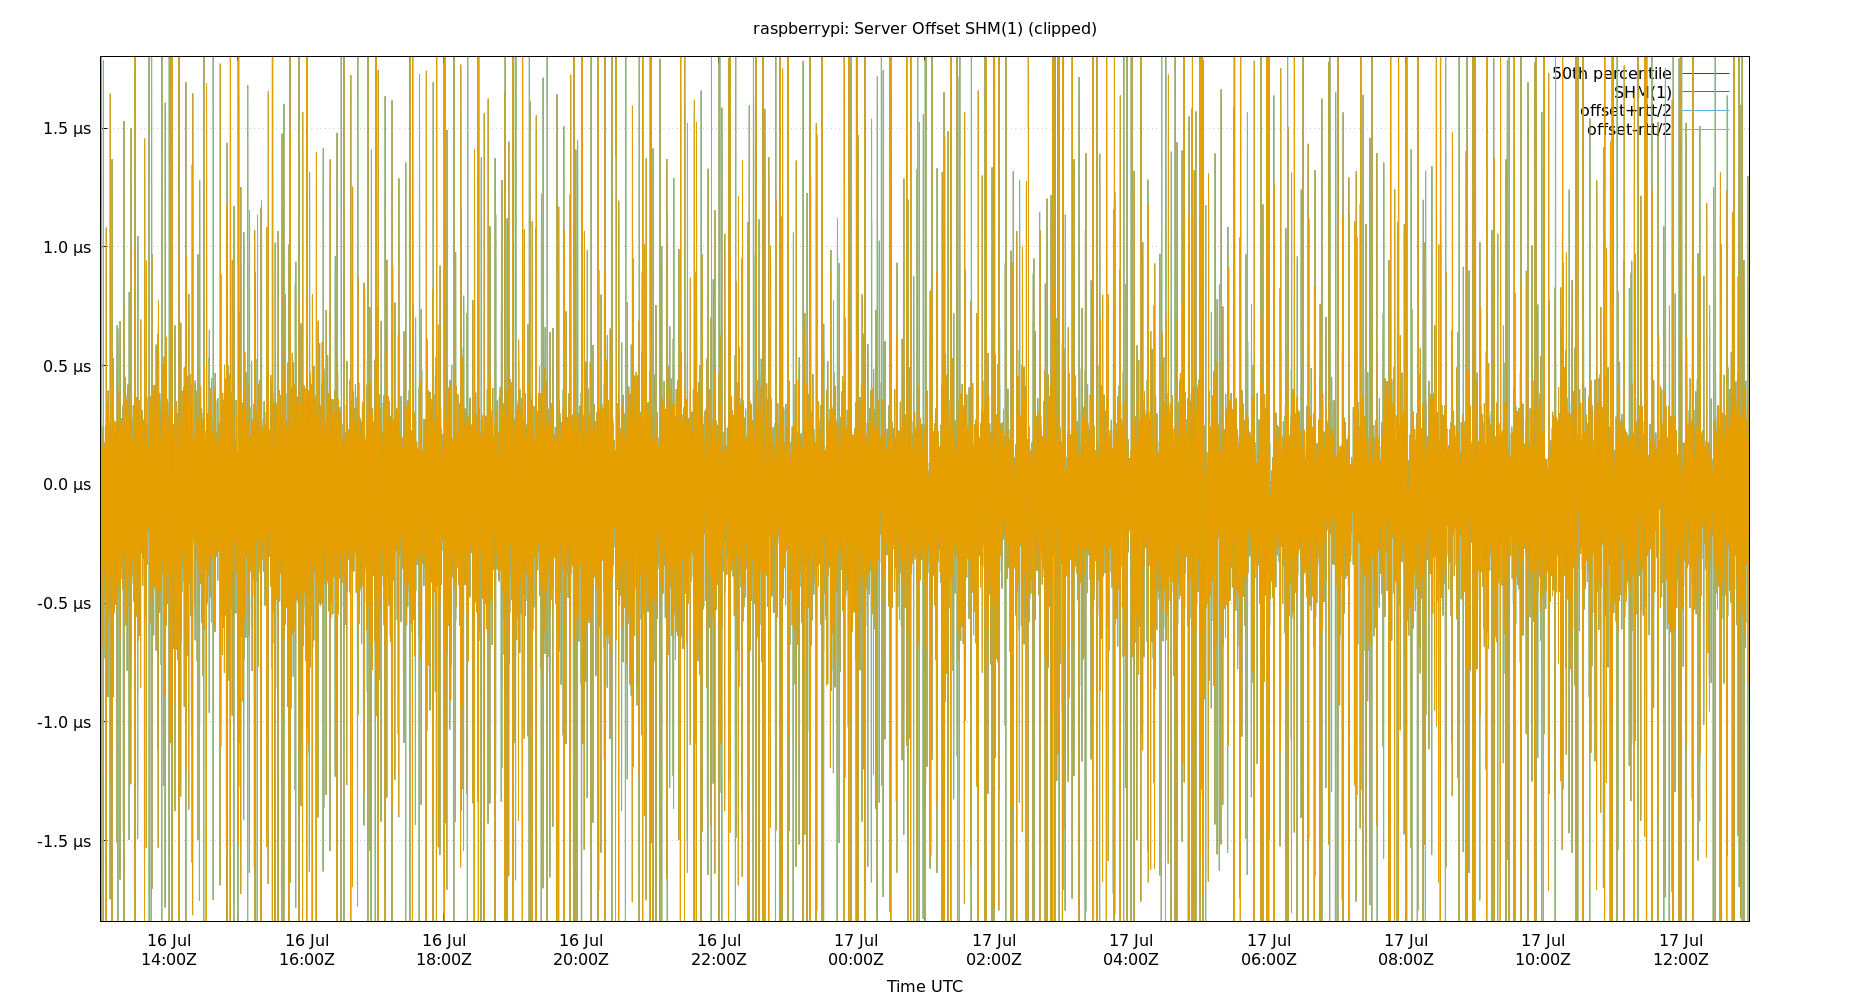 raspberrypi: Server Offset SHM(1) (clipped)
50th percentile
SHM(1)
offset+rtt/2
offset-rtt/2
1.5 µs
1.0 µs
0.5 µs
0.0 µs
-0.5 µs
-1.0 µs
-1.5 µs
16 Jul 16 Jul 16 Jul 16 Jul 16 Jul 17 Jul 17 Jul 17 Jul 17 Jul 17 Jul 17 Jul 17 Jul
14:00Z 16:00Z 18:00Z 20:00Z 22:00Z 00:00Z 02:00Z 04:00Z 06:00Z 08:00Z 10:00Z 12:00Z
Time UTC